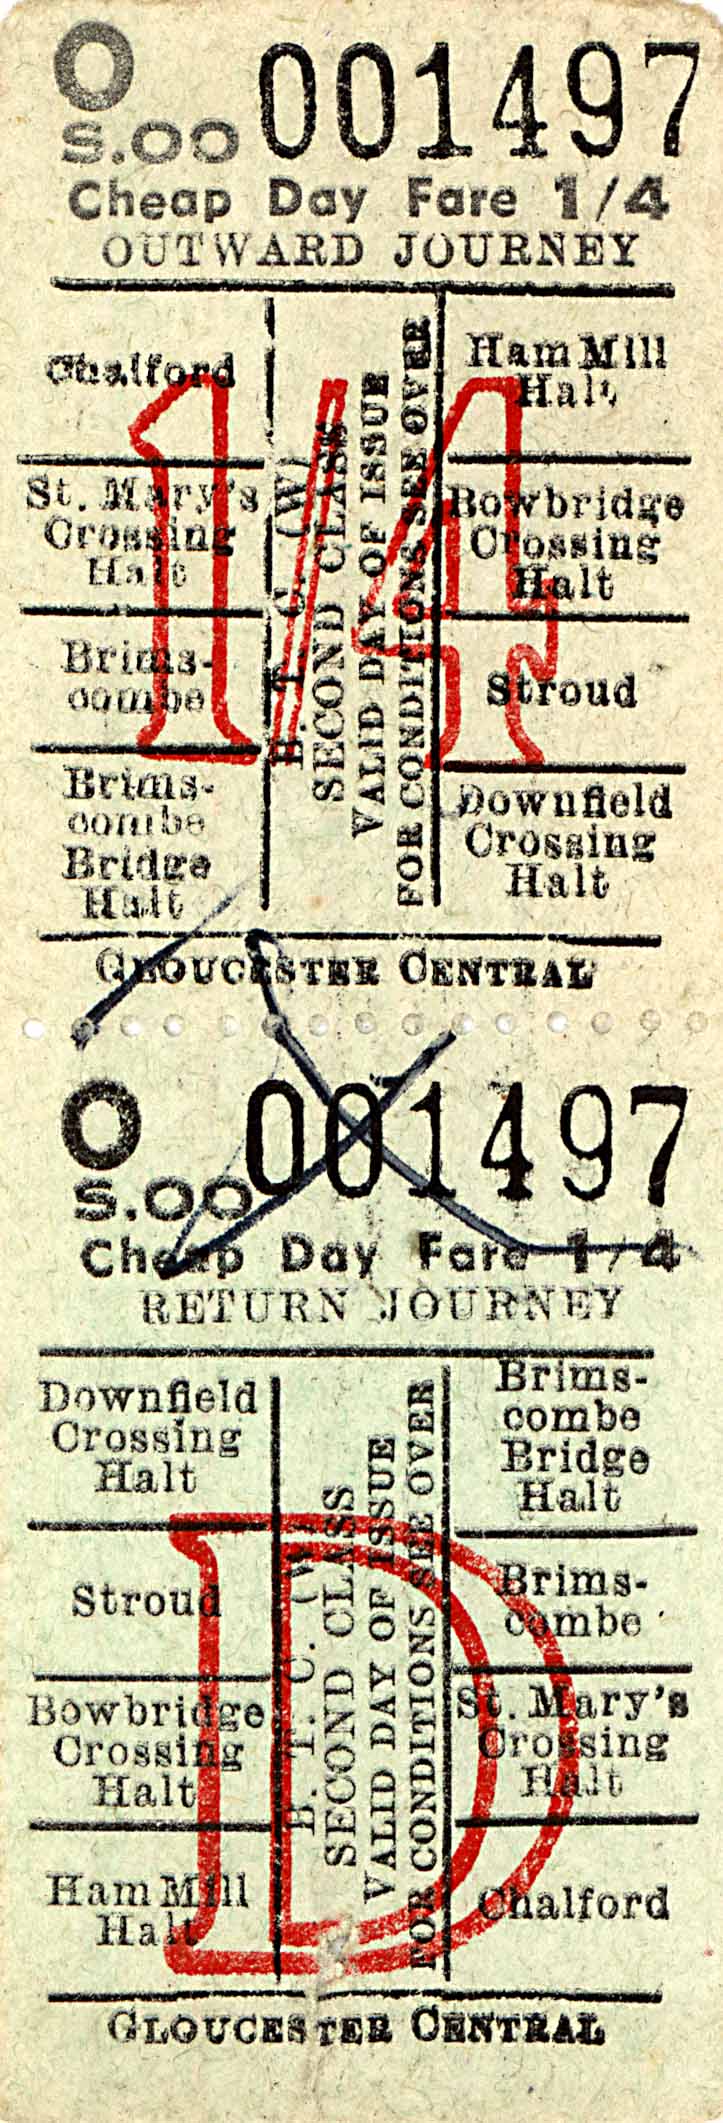 O
S.OO 001497
Cheap Day Fare 1/4
OUTWARD JOURNEY
Chalford
St. Mary's
Crossing
Halt
Brims-
combe
Brims-
combe
Bridge
Halt
B. T. C. (W)
SECOND CLASS
VALID DAY OF ISSUE
FOR CONDITIONS SEE OVER
Ham Mill
Halt
Bowbridge
Crossing
Halt
Stroud
Downfield
Crossing
Halt
1/4
GLOUCESTER CENTRAL
O
S.OO 001497
Cheap Day Fare 1/4
RETURN JOURNEY
Downfield
Crossing
Halt
Stroud
Bowbridge
Crossing
Halt
Ham Mill
Halt
B. T. C. (W)
SECOND CLASS
VALID DAY OF ISSUE
FOR CONDITIONS SEE OVER
Brims-
combe
Bridge
Halt
Brims-
combe
St. Mary's
Crossing
Halt
Chalford
D
GLOUCESTER CENTRAL